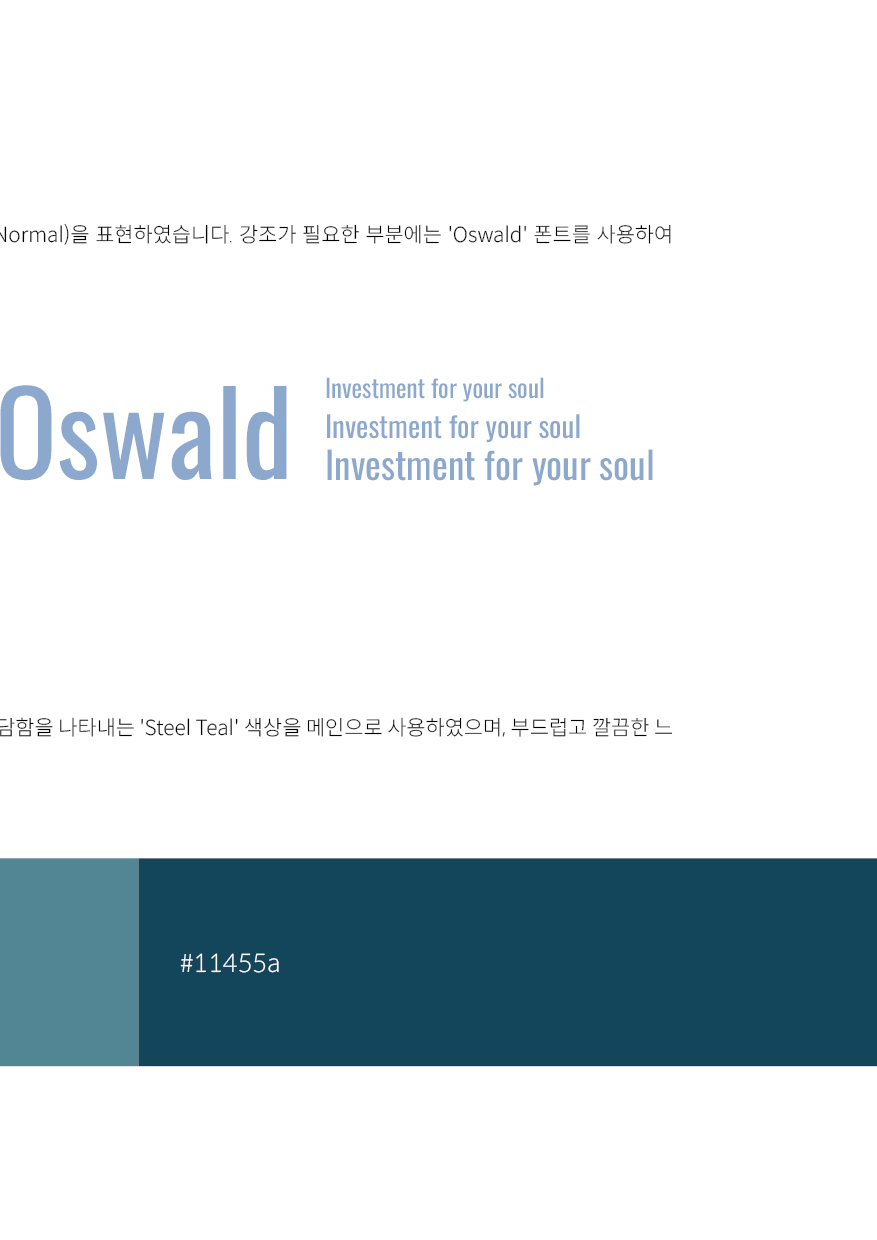 Normal)을 표현하였습니다. 강조가 필요한 부분에는 'Oswald' 폰트를 사용하여
Oswald
Investment for your soul
Investment for your soul
Investment for your soul
담함을 나타내는 'Steel Teal' 색상을 메인으로 사용하였으며, 부드럽고 깔끔한 느
#11455a